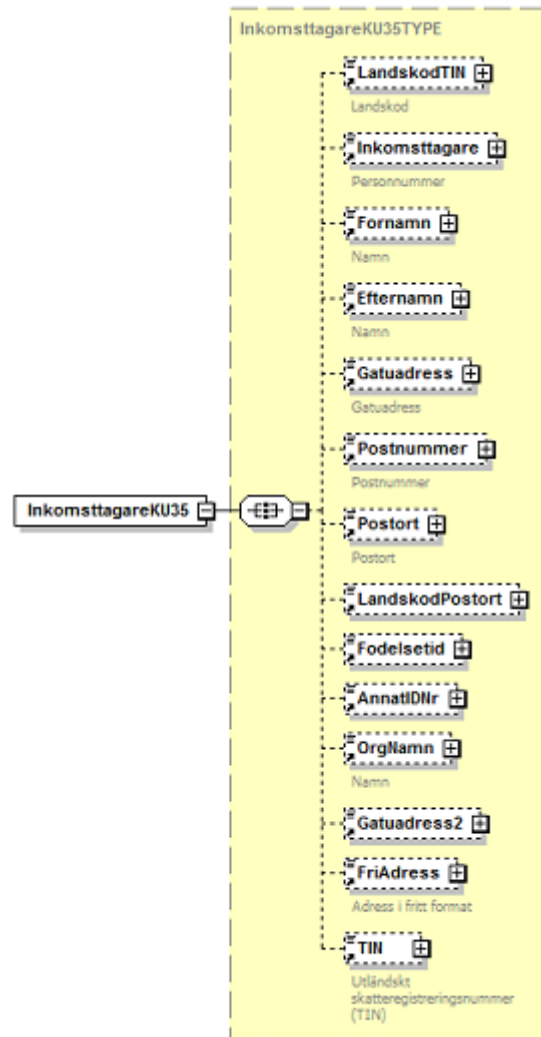 InkomsttagareKU35TYPE
LandskodTIN
Landskod
Inkomsttagare
Personnummer
Fornamn
Namn
Efternamn
Namn
Gatuadress
Gatuadress
Postnummer
Postnummer
InkomsttagareKU35
Postort
Postort
LandskodPostort
Fodelsetid
AnnatIDNr
OrgNamn
Namn
Gatuadress2
FriAdress
Adress i fritt format
TIN
Utländskt
skatteregistreringsnummer
(TIN)